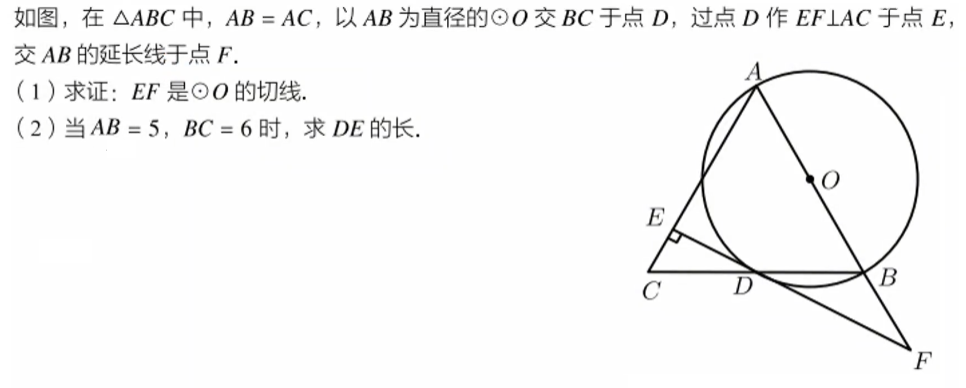 如图，在 △ABC 中，AB = AC，以 AB 为直径的⊙O 交 BC 于点 D，过点 D 作 EF⊥AC 于点 E，
交 AB 的延长线于点 F.
（1）求证：EF 是⊙O 的切线.
（2）当 AB = 5，BC = 6 时，求 DE 的长.
A
O
E
C
D
B
F